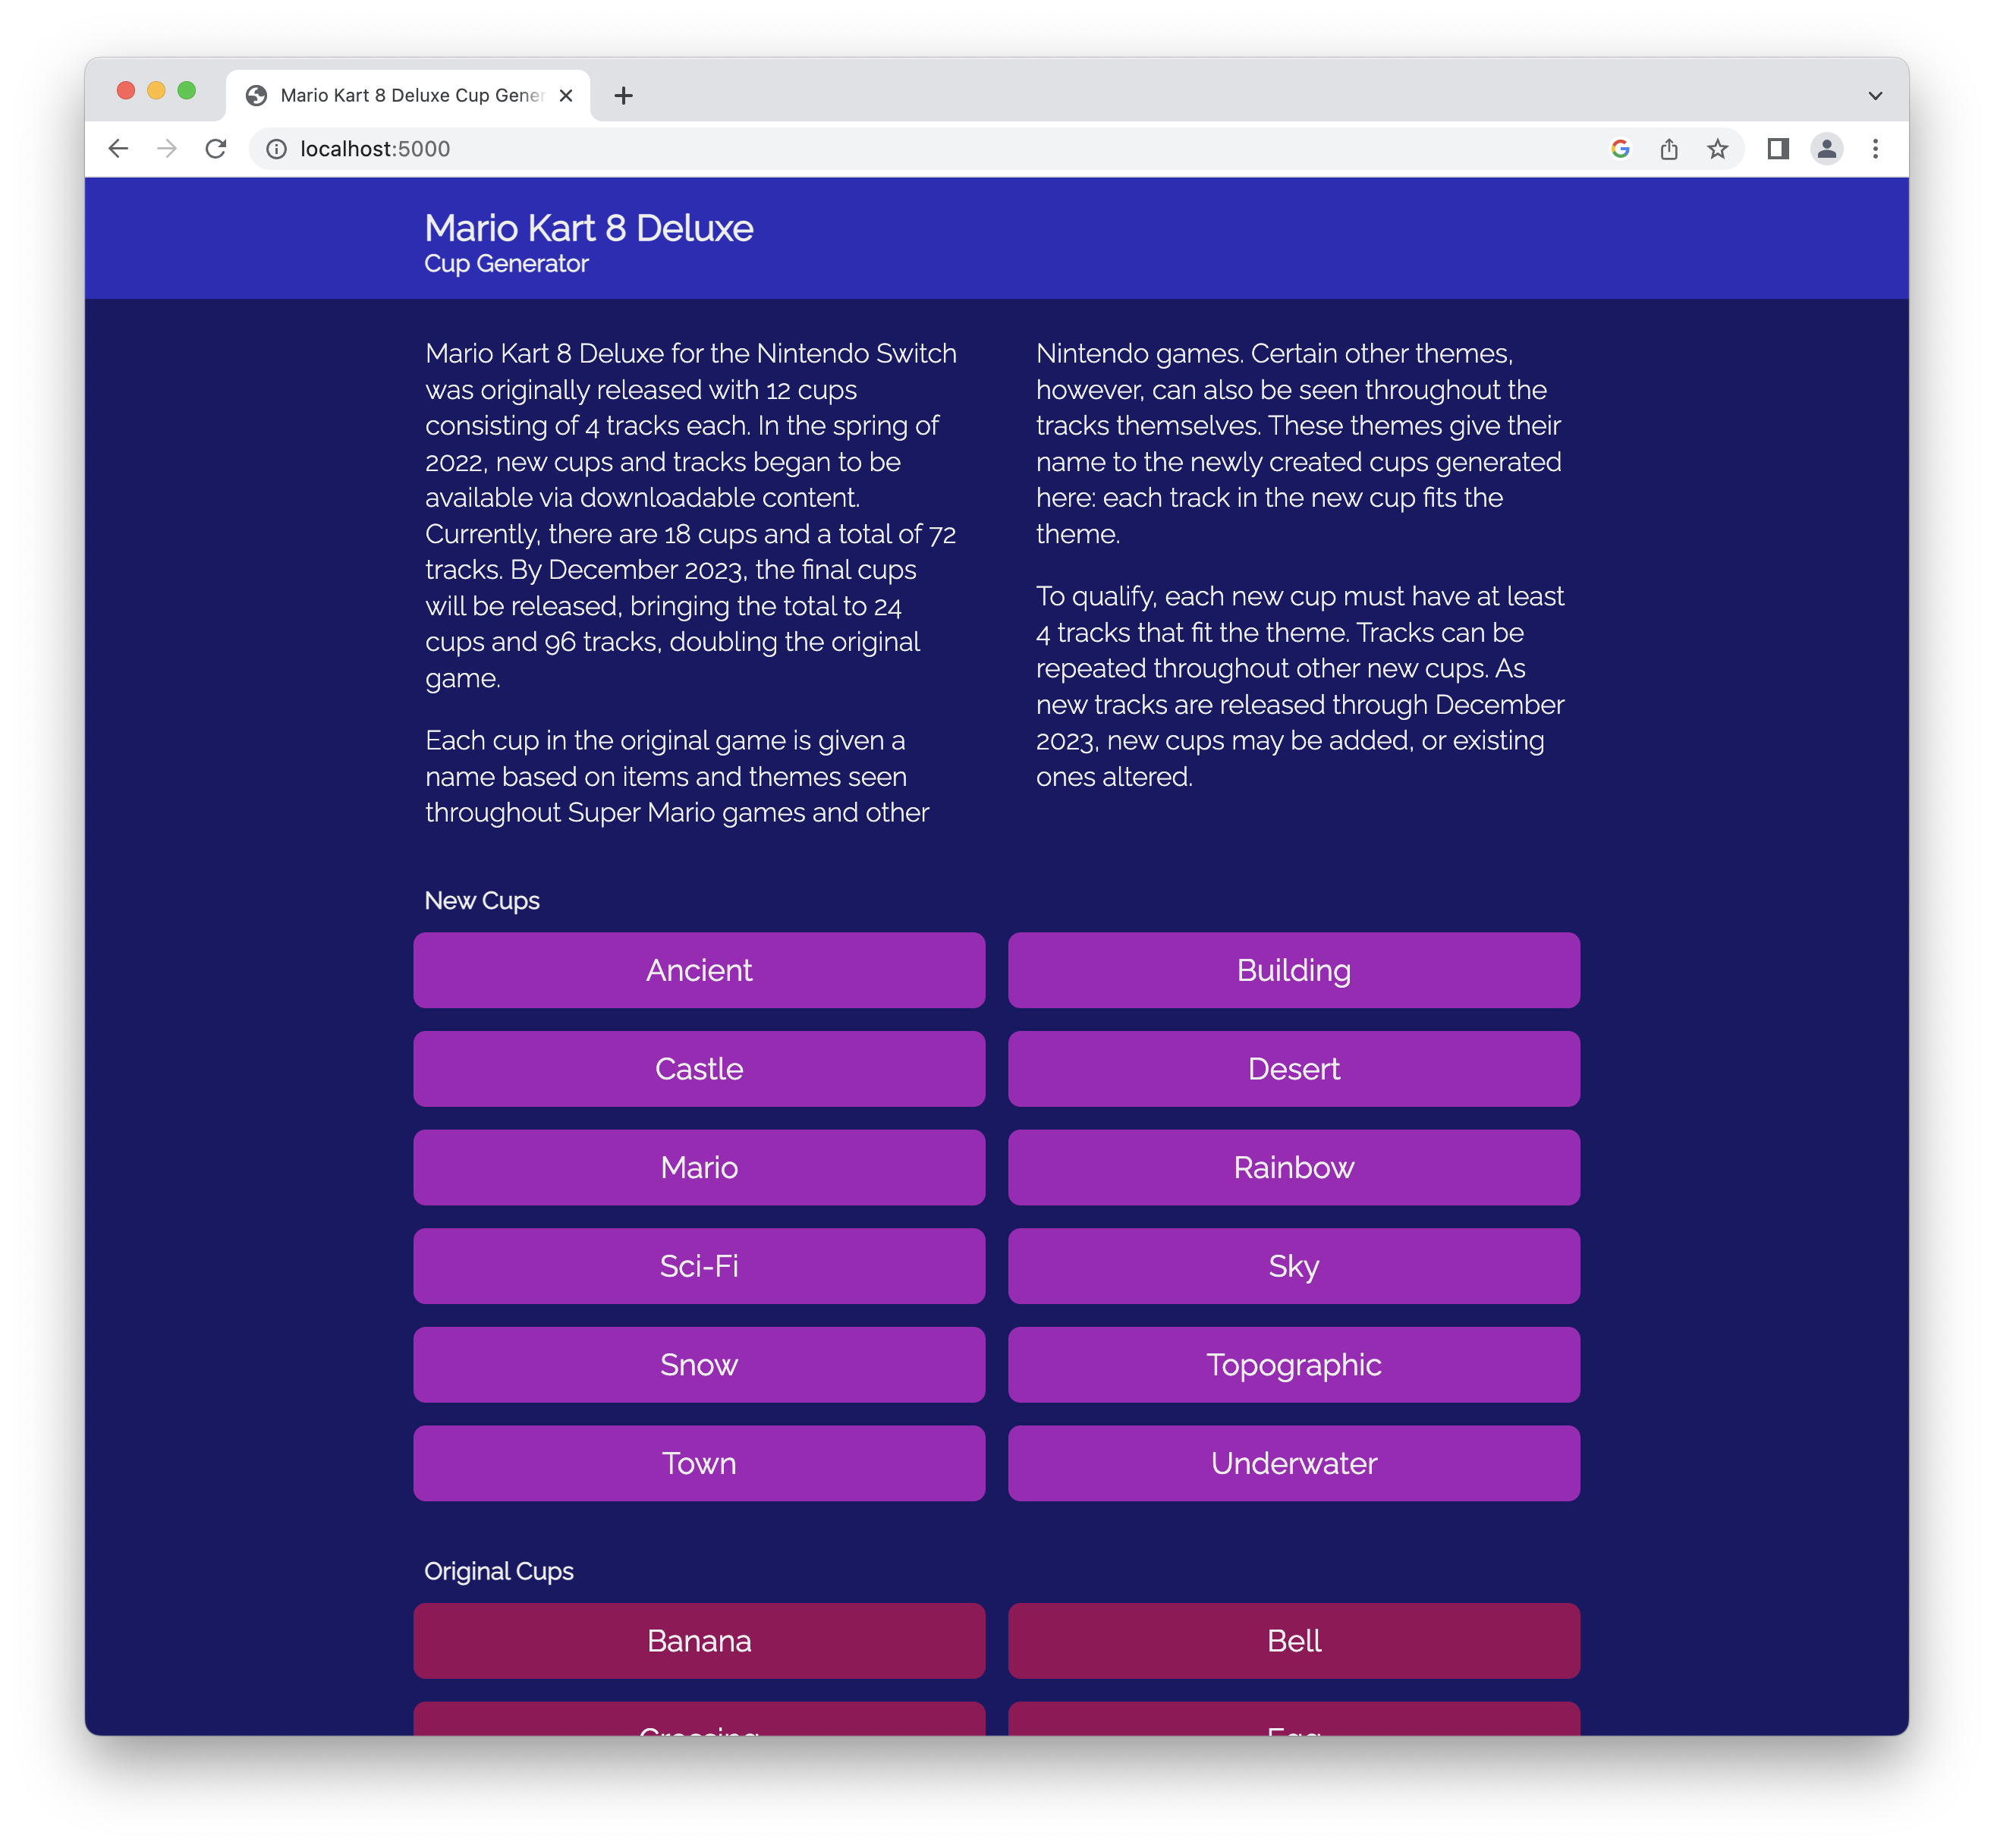 Mario Kart 8 Deluxe Cup Gener
localhost:5000
Mario Kart 8 Deluxe
Cup Generator
Mario Kart 8 Deluxe for the Nintendo Switch
was originally released with 12 cups
consisting of 4 tracks each. In the spring of
2022, new cups and tracks began to be
available via downloadable content.
Currently, there are 18 cups and a total of 72
tracks. By December 2023, the final cups
will be released, bringing the total to 24
cups and 96 tracks, doubling the original
game.
Each cup in the original game is given a
name based on items and themes seen
throughout Super Mario games and other
Nintendo games. Certain other themes,
however, can also be seen throughout the
tracks themselves. These themes give their
name to the newly created cups generated
here: each track in the new cup fits the
theme.
To qualify, each new cup must have at least
4 tracks that fit the theme. Tracks can be
repeated throughout other new cups. As
new tracks are released through December
2023, new cups may be added, or existing
ones altered.
New Cups
Ancient
Building
Castle
Desert
Mario
Rainbow
Sci-Fi
Sky
Snow
Topographic
Town
Underwater
Original Cups
Banana
Bell
Crossing
Egg